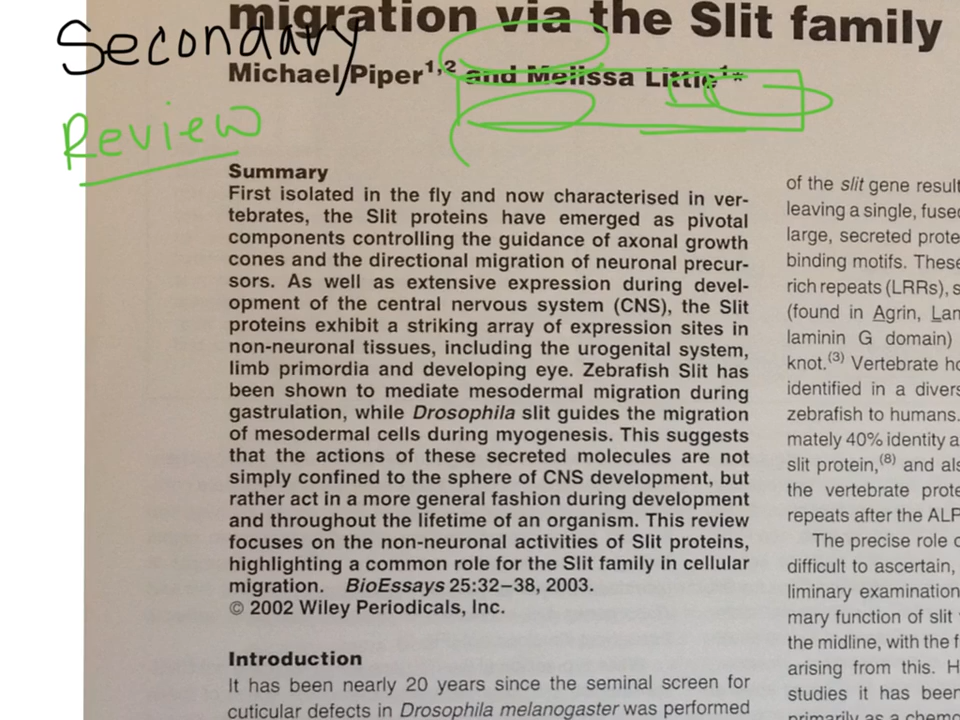 migration via the Slit family
Secondary
Michael Piper1,2 and Melissa Little1*
Review
Summary
First isolated in the fly and now characterised in ver-
tebrates, the Slit proteins have emerged as pivotal
components controlling the guidance of axonal growth
cones and the directional migration of neuronal precur-
sors. As well as extensive expression during devel-
opment of the central nervous system (CNS), the Slit
proteins exhibit a striking array of expression sites in
non-neuronal tissues, including the urogenital system,
limb primordia and developing eye. Zebrafish Slit has
been shown to mediate mesodermal migration during
gastrulation, while Drosophila slit guides the migration
of mesodermal cells during myogenesis. This suggests
that the actions of these secreted molecules are not
simply confined to the sphere of CNS development, but
rather act in a more general fashion during development
and throughout the lifetime of an organism. This review
focuses on the non-neuronal activities of Slit proteins,
highlighting a common role for the Slit family in cellular
migration. BioEssays 25:32–38, 2003.
© 2002 Wiley Periodicals, Inc.
Introduction
It has been nearly 20 years since the seminal screen for
cuticular defects in Drosophila melanogaster was performed
of the slit gene result
leaving a single, fused
large, secreted prote
binding motifs. These
rich repeats (LRRs), s
(found in Agrin, Lan
laminin G domain)
knot.(3) Vertebrate ho
identified in a divers
zebrafish to humans.
mately 40% identity a
slit protein,(8) and als
the vertebrate prote
repeats after the ALP
The precise role o
difficult to ascertain,
liminary examination
mary function of slit
the midline, with the f
arising from this. H
studies it has been
primarily as a chemo